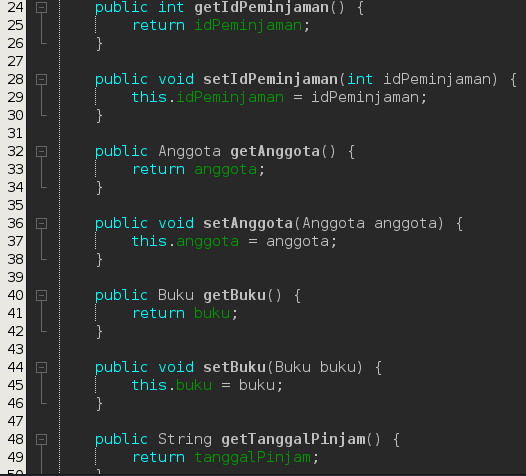 24 public int getIdPeminjaman() {
25 return idPeminjaman;
26 }
27
28 public void setIdPeminjaman(int idPeminjaman) {
29 this.idPeminjaman = idPeminjaman;
30 }
31
32 public Anggota getAnggota() {
33 return anggota;
34 }
35
36 public void setAnggota(Anggota anggota) {
37 this.anggota = anggota;
38 }
39
40 public Buku getBuku() {
41 return buku;
42 }
43
44 public void setBuku(Buku buku) {
45 this.buku = buku;
46 }
47
48 public String getTanggalPinjam() {
49 return tanggalPinjam;